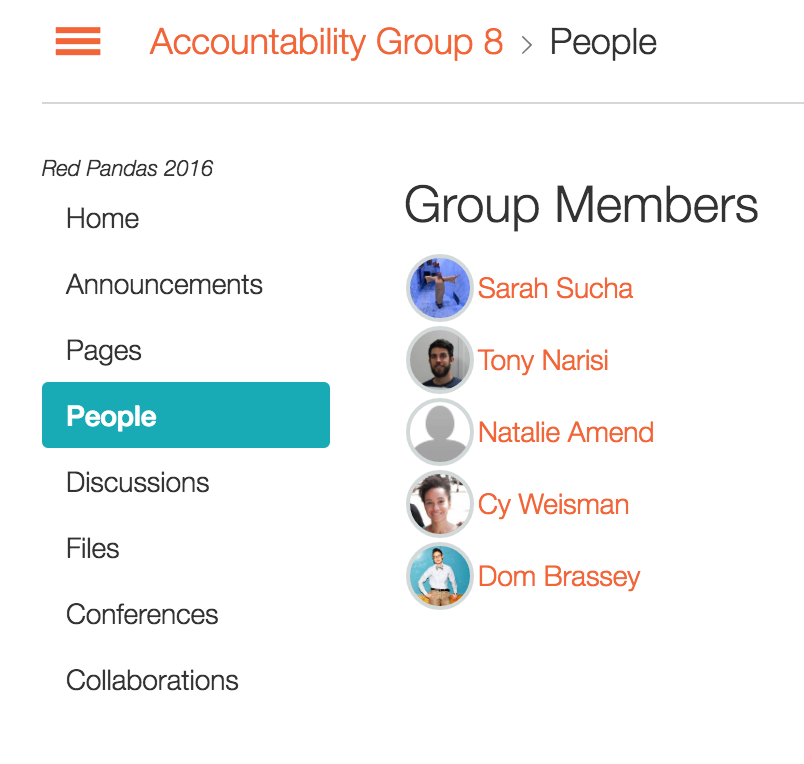 Accountability Group 8 › People
Red Pandas 2016
Home
Announcements
Pages
People
Discussions
Files
Conferences
Collaborations
Group Members
Sarah Sucha
Tony Narisi
Natalie Amend
Cy Weisman
Dom Brassey